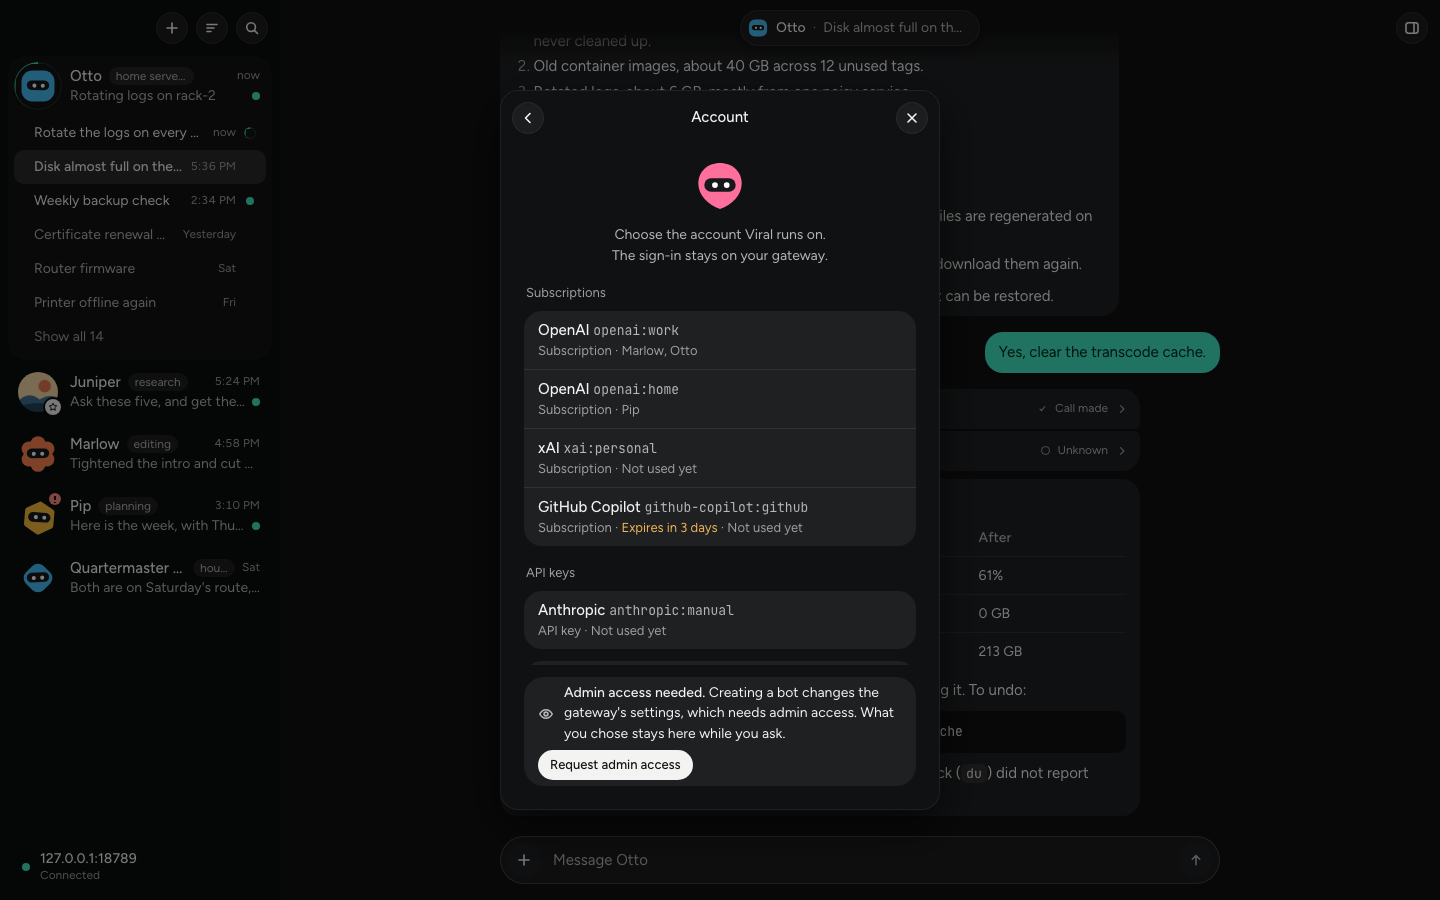 Otto home serve... now
Rotating logs on rack-2
Rotate the logs on every ... now
Disk almost full on the... 5:36 PM
Weekly backup check 2:34 PM
Certificate renewal ... Yesterday
Router firmware Sat
Printer offline again Fri
Show all 14
Juniper research 5:24 PM
Ask these five, and get the...
Marlow editing 4:58 PM
Tightened the intro and cut ...
Pip planning 3:10 PM
Here is the week, with Thu...
Quartermaster ... hou... Sat
Both are on Saturday's route,...
127.0.0.1:18789
Connected
Otto · Disk almost full on th...
never cleaned up.
2. Old container images, about 40 GB across 12 unused tags.
Account
Choose the account Viral runs on.
The sign-in stays on your gateway.
Subscriptions
OpenAI openai:work
Subscription · Marlow, Otto
OpenAI openai:home
Subscription · Pip
xAI xai:personal
Subscription · Not used yet
GitHub Copilot github-copilot:github
Subscription · Expires in 3 days · Not used yet
API keys
Anthropic anthropic:manual
API key · Not used yet
Admin access needed. Creating a bot changes the
gateway's settings, which needs admin access. What
you chose stays here while you ask.
Request admin access
are regenerated on
download them again.
can be restored.
Yes, clear the transcode cache.
Call made
Unknown
After
61%
0 GB
213 GB
it. To undo:
( du ) did not report
Message Otto